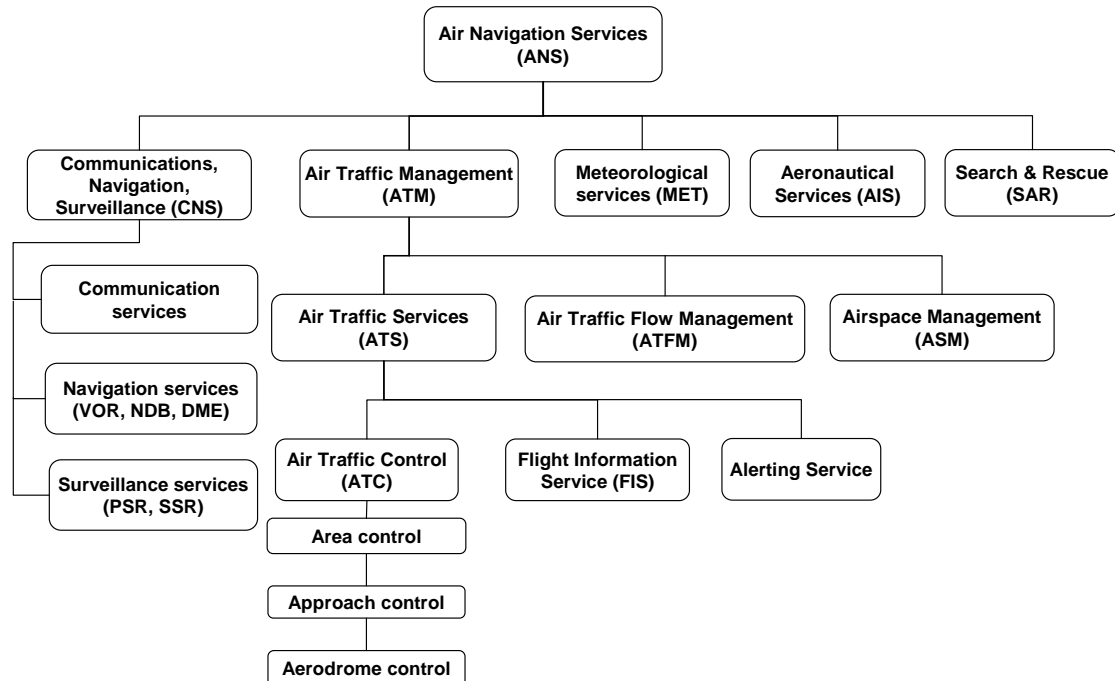 Air Navigation Services
(ANS)
Communications,
Navigation,
Surveillance (CNS)
Air Traffic Management
(ATM)
Meteorological
services (MET)
Aeronautical
Services (AIS)
Search & Rescue
(SAR)
Communication
services
Air Traffic Services
(ATS)
Air Traffic Flow Management
(ATFM)
Airspace Management
(ASM)
Navigation services
(VOR, NDB, DME)
Surveillance services
(PSR, SSR)
Air Traffic Control
(ATC)
Flight Information
Service (FIS)
Alerting Service
Area control
Approach control
Aerodrome control